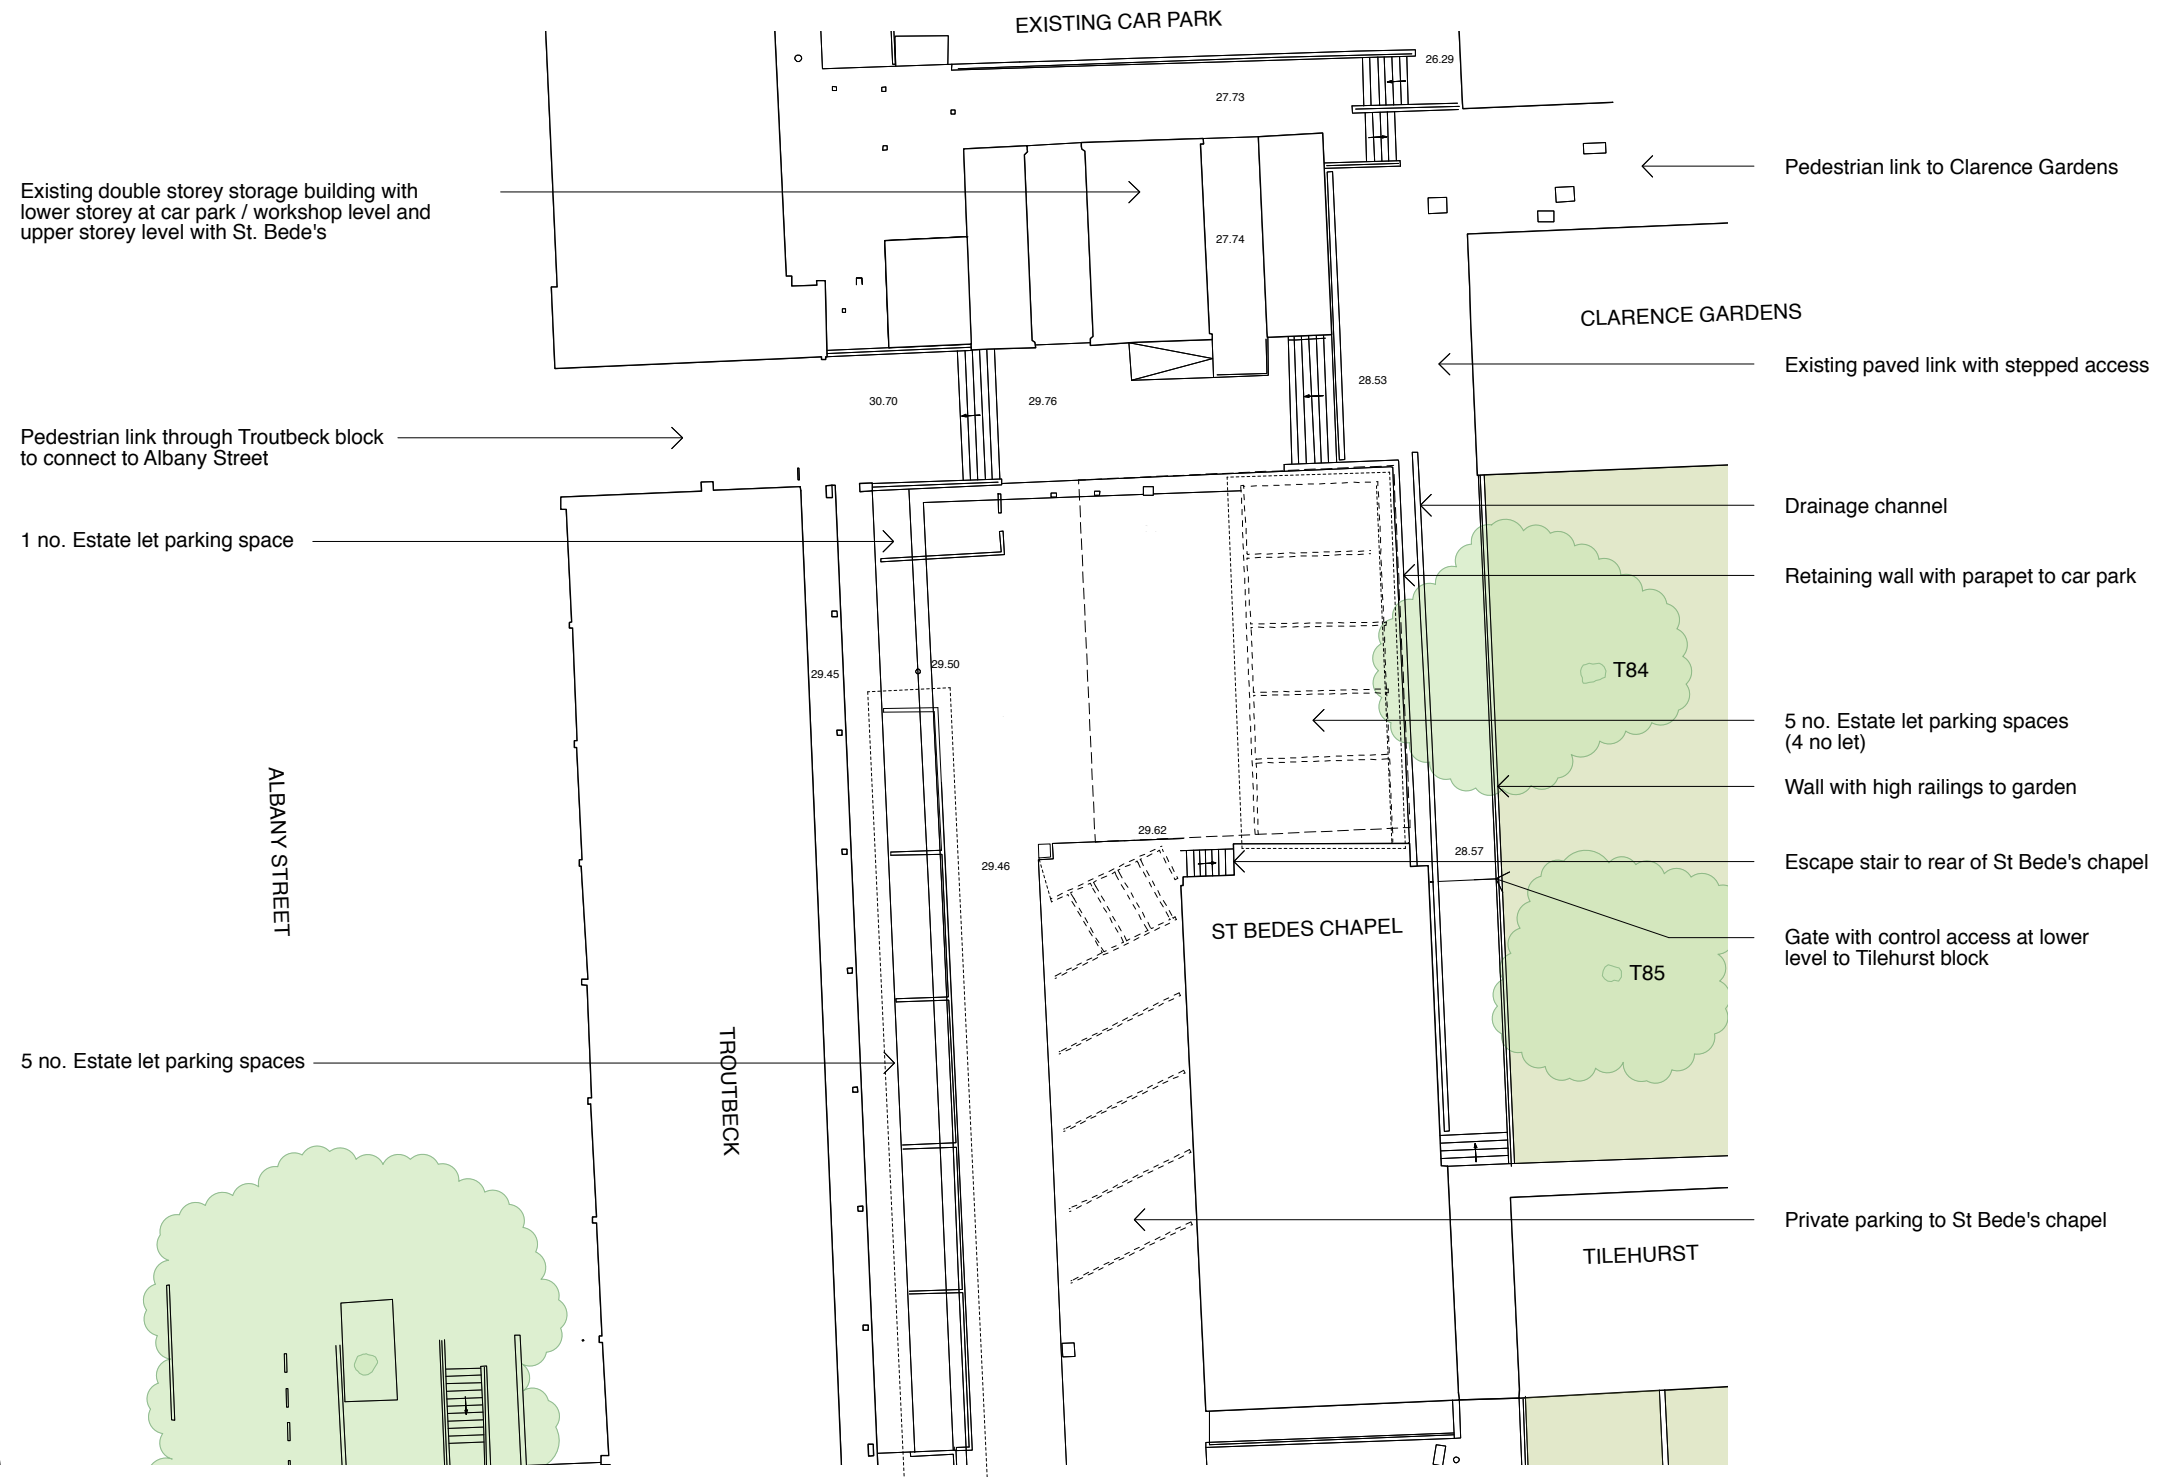 EXISTING CAR PARK
26.29
27.73
Pedestrian link to Clarence Gardens
Existing double storey storage building with
lower storey at car park / workshop level and
upper storey level with St. Bede's
27.74
CLARENCE GARDENS
Existing paved link with stepped access
28.53
30.70
29.76
Pedestrian link through Troutbeck block
to connect to Albany Street
Drainage channel
1 no. Estate let parking space
Retaining wall with parapet to car park
29.45
29.50
T84
5 no. Estate let parking spaces
(4 no let)
Wall with high railings to garden
ALBANY STREET
29.62
29.46
28.57
Escape stair to rear of St Bede's chapel
ST BEDES CHAPEL
Gate with control access at lower
level to Tilehurst block
T85
5 no. Estate let parking spaces
TROUTBECK
Private parking to St Bede's chapel
TILEHURST